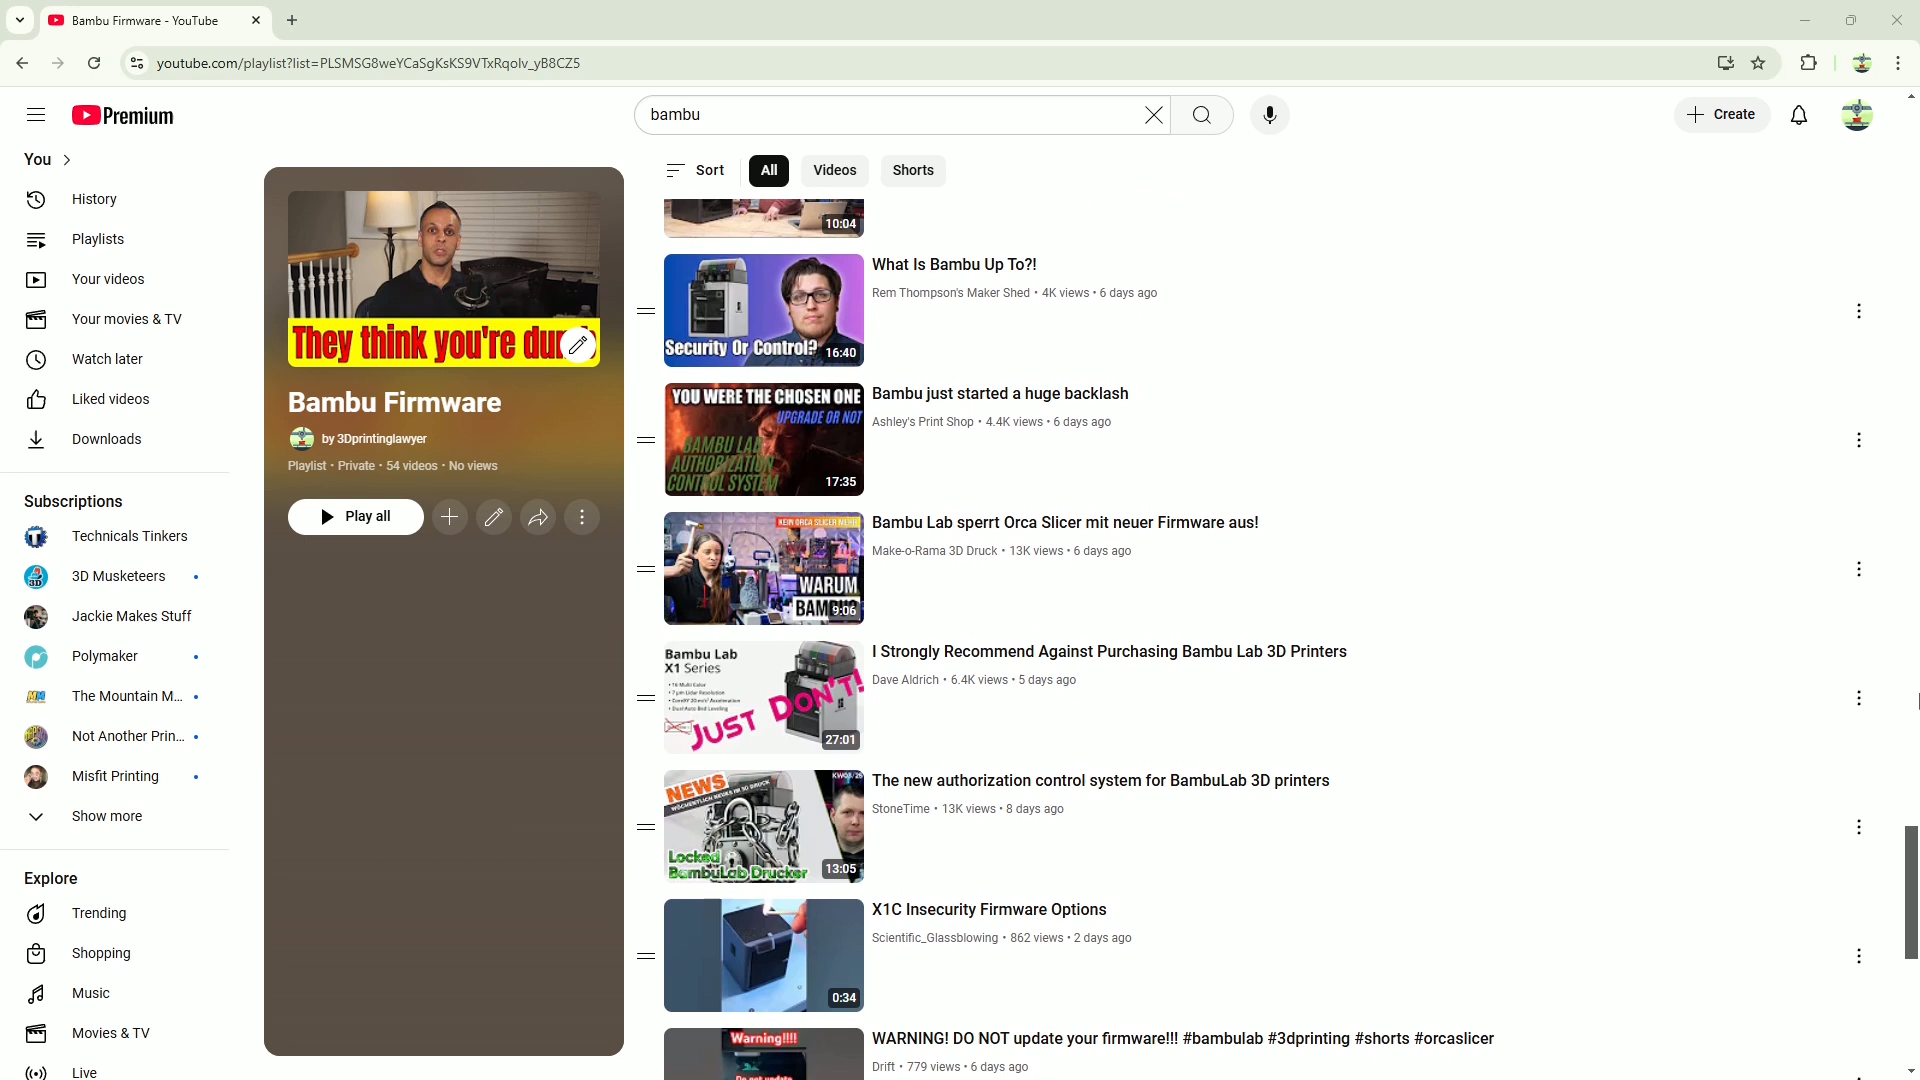 Bambu Firmware - YouTube
youtube.com/playlist?list=PLSMSG8weYCaSgKsKS9VTxRqolv_yB8CZ5
Premium
bambu
Create
You
History
Playlists
Your videos
Your movies & TV
Watch later
Liked videos
Downloads
Subscriptions
Technicals Tinkers
3D Musketeers
Jackie Makes Stuff
Polymaker
The Mountain M...
Not Another Prin...
Misfit Printing
Show more
Explore
Trending
Shopping
Music
Movies & TV
Live
They think you're
Bambu Firmware
by 3Dprintinglawyer
Playlist • Private • 54 videos • No views
Play all
Sort
All
Videos
Shorts
10:04
Security Or Control?
16:40
What Is Bambu Up To?!
Rem Thompson's Maker Shed • 4K views • 6 days ago
YOU WERE THE CHOSEN ONE
UPGRADE OR NOT
BAMBU LAB
AUTHORIZATION
CONTROL SYSTEM
17:35
Bambu just started a huge backlash
Ashley's Print Shop • 4.4K views • 6 days ago
KEIN ORCA SLICER MEHR
WARUM
9:06
Bambu Lab sperrt Orca Slicer mit neuer Firmware aus!
Make-o-Rama 3D Druck • 13K views • 6 days ago
Bambu Lab
X1 Series
JUST DON'T!
27:01
I Strongly Recommend Against Purchasing Bambu Lab 3D Printers
Dave Aldrich • 6.4K views • 5 days ago
NEWS
Locked
BambuLab Drucker
13:05
The new authorization control system for BambuLab 3D printers
StoneTime • 13K views • 8 days ago
0:34
X1C Insecurity Firmware Options
Scientific_Glassblowing • 862 views • 2 days ago
Warning!!!!
WARNING! DO NOT update your firmware!!! #bambulab #3dprinting #shorts #orcaslicer
Drift • 779 views • 6 days ago